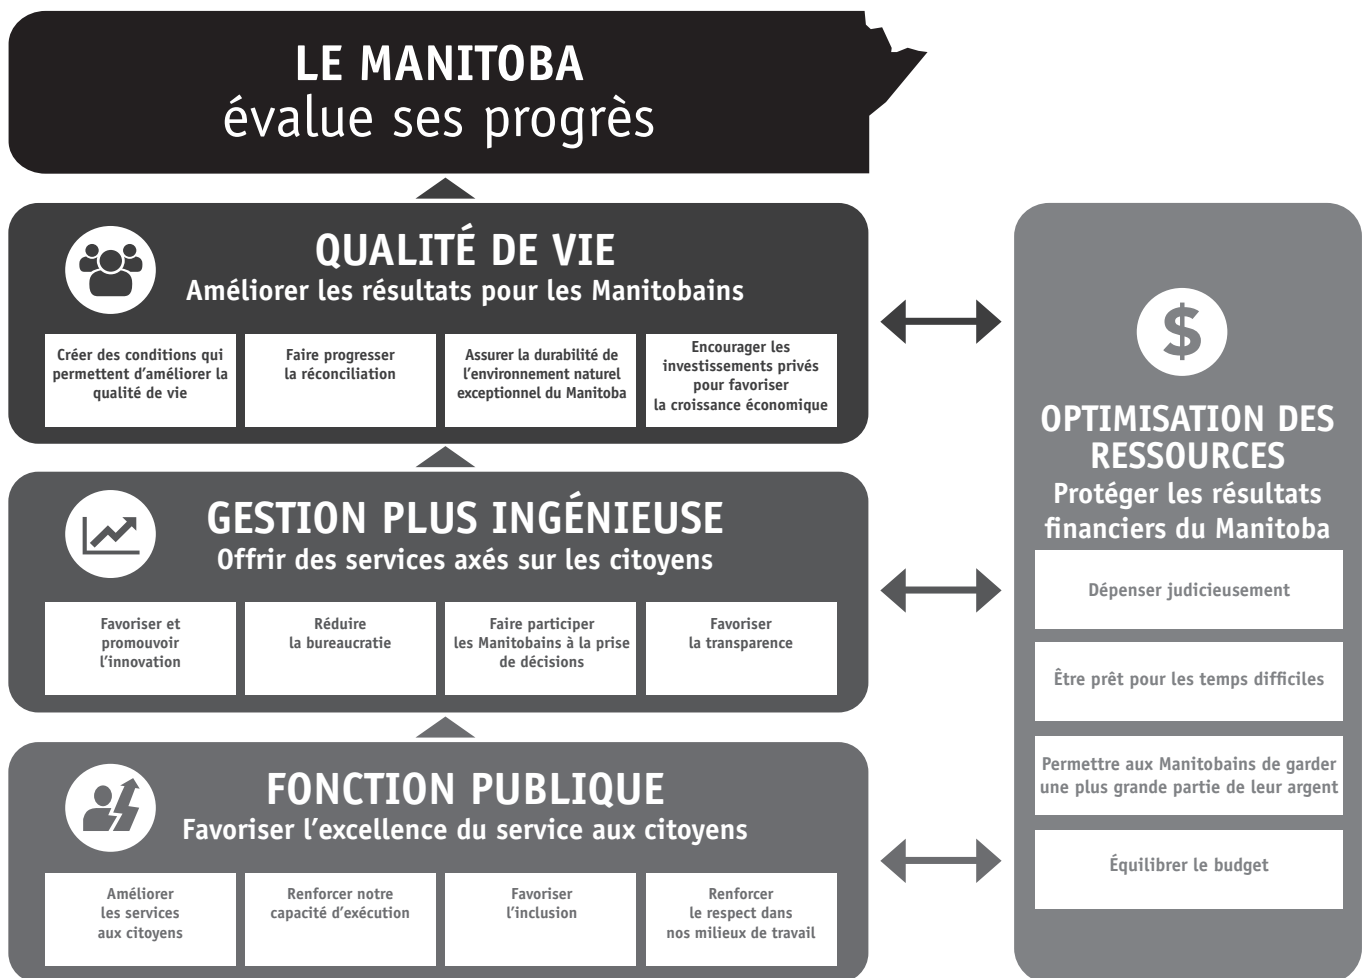 LE MANITOBA
évalue ses progrès
QUALITÉ DE VIE
Améliorer les résultats pour les Manitobains
Créer des conditions qui
permettent d’améliorer la
qualité de vie
Faire progresser
la réconciliation
Assurer la durabilité de
l’environnement naturel
exceptionnel du Manitoba
Encourager les
investissements privés
pour favoriser
la croissance économique
GESTION PLUS INGÉNIEUSE
Offrir des services axés sur les citoyens
Favoriser et
promouvoir
l’innovation
Réduire
la bureaucratie
Faire participer
les Manitobains à la prise
de décisions
Favoriser
la transparence
FONCTION PUBLIQUE
Favoriser l’excellence du service aux citoyens
Améliorer
les services
aux citoyens
Renforcer notre
capacité d’exécution
Favoriser
l’inclusion
Renforcer
le respect dans
nos milieux de travail
$
OPTIMISATION DES
RESSOURCES
Protéger les résultats
financiers du Manitoba
Dépenser judicieusement
Être prêt pour les temps difficiles
Permettre aux Manitobains de garder
une plus grande partie de leur argent
Équilibrer le budget